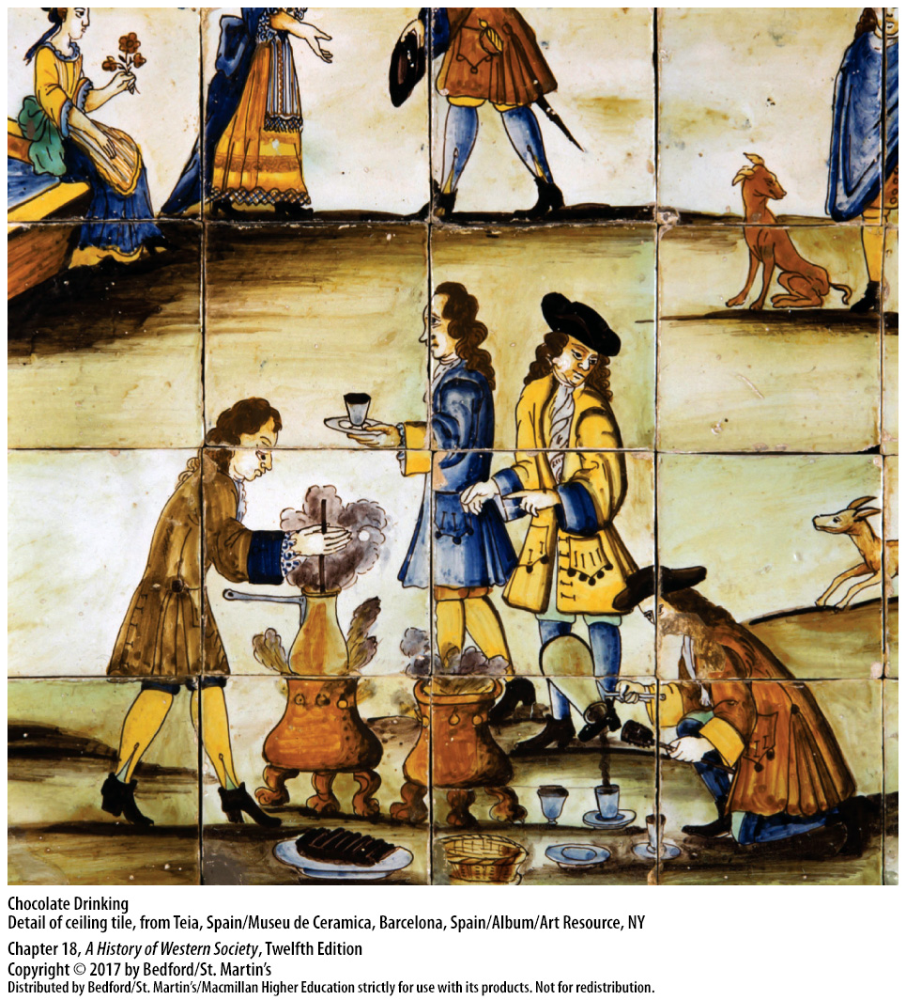 Chocolate Drinking
Detail of ceiling tile, from Teia, Spain/Museu de Ceramica, Barcelona, Spain/Album/Art Resource, NY
Chapter 18, A History of Western Society, Twelfth Edition
Copyright © 2017 by Bedford/St. Martin’s
Distributed by Bedford/St. Martin’s/Macmillan Higher Education strictly for use with its products. Not for redistribution.